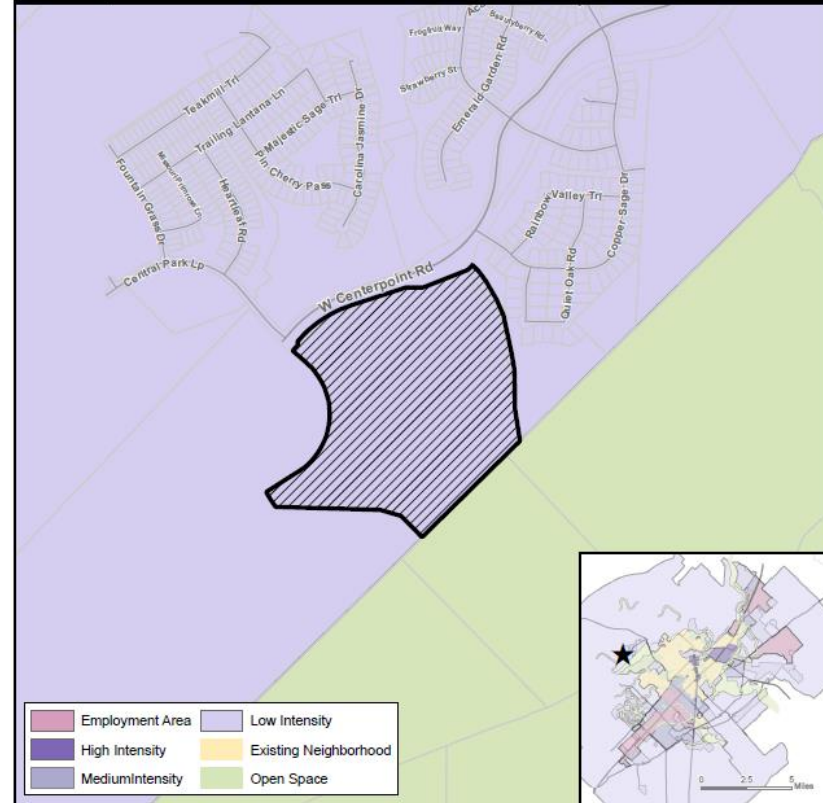 Aca
Froglinia Way
Beautyberry Rd
Strawberry St
Emerald Garden Rd
Teakmill Trl
Trailing Lantana Ln
Majestic Sage Trl
Pin Cherry Pass
Carolina Jasmine Dr
Fountain Grass Dr
Heartleaf Rd
Central Park Lp
Rainbow Valley Trl
Copper Sage Dr
Quiet Oak Rd
W Centerpoint Rd
Employment Area
Low Intensity
High Intensity
Existing Neighborhood
MediumIntensity
Open Space
0 2.5 5
Miles